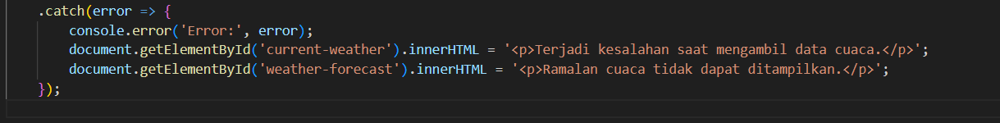 .catch(error => {
console.error('Error:', error);
document.getElementById('current-weather').innerHTML = '<p>Terjadi kesalahan saat mengambil data cuaca.</p>';
document.getElementById('weather-forecast').innerHTML = '<p>Ramalan cuaca tidak dapat ditampilkan.</p>';
});